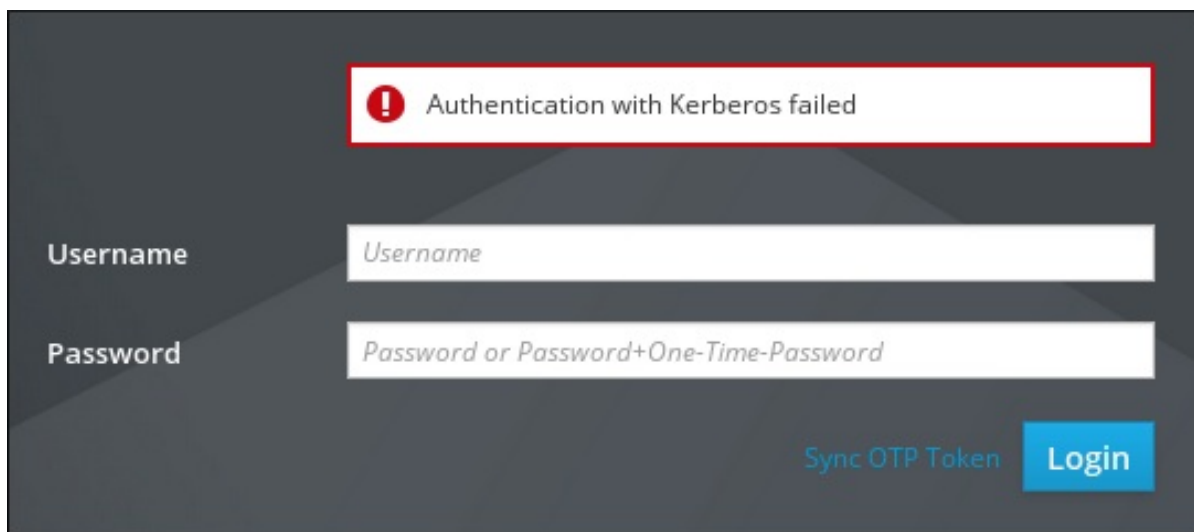 Authentication with Kerberos failed
Username
Username
Password
Password or Password+One-Time-Password
Sync OTP Token
Login